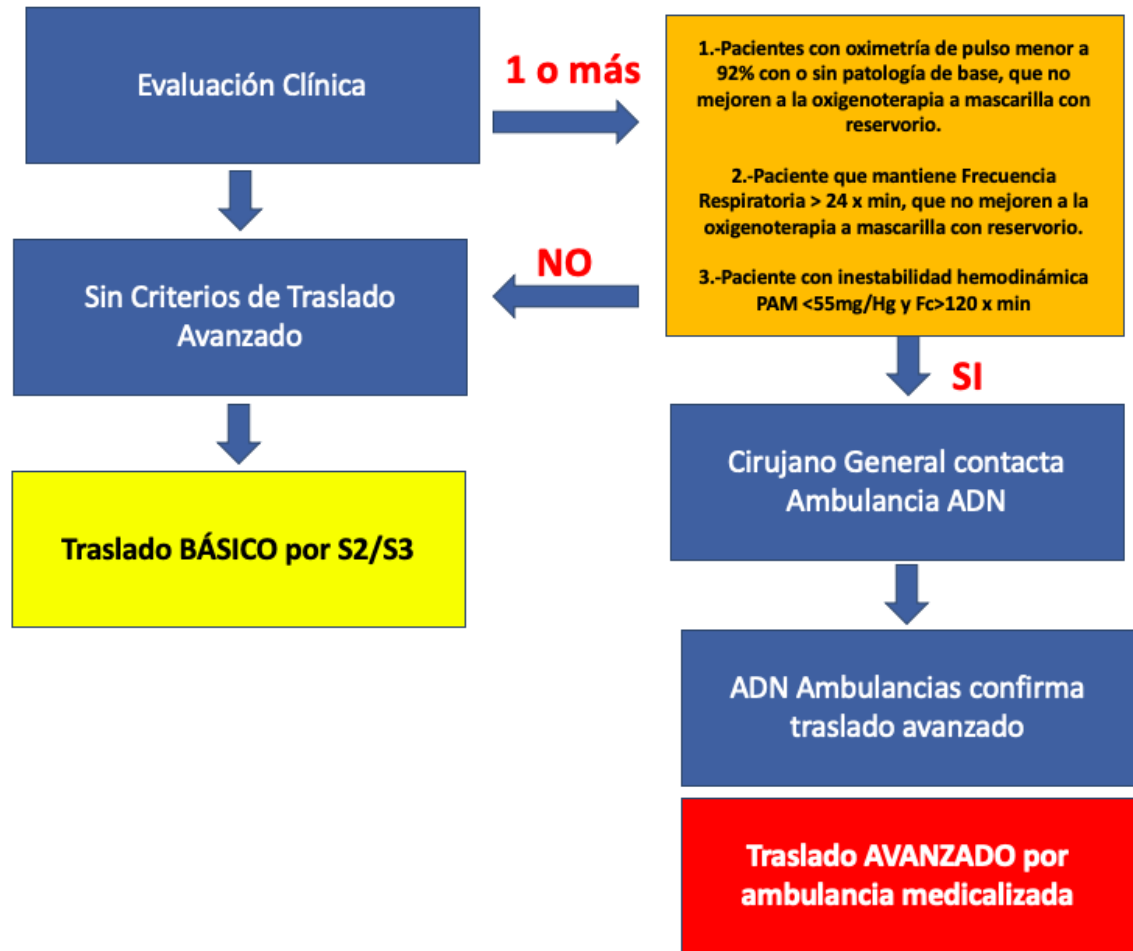 Evaluación Clínica
1 o más
1.-Pacientes con oximetría de pulso menor a
92% con o sin patología de base, que no
mejoren a la oxigenoterapia a mascarilla con
reservorio.
2.-Paciente que mantiene Frecuencia
Respiratoria > 24 x min, que no mejoren a la
oxigenoterapia a mascarilla con reservorio.
3.-Paciente con inestabilidad hemodinámica
PAM <55mg/Hg y Fc>120 x min
NO
Sin Criterios de Traslado
Avanzado
SI
Traslado BÁSICO por S2/S3
Cirujano General contacta
Ambulancia ADN
ADN Ambulancias confirma
traslado avanzado
Traslado AVANZADO por
ambulancia medicalizada